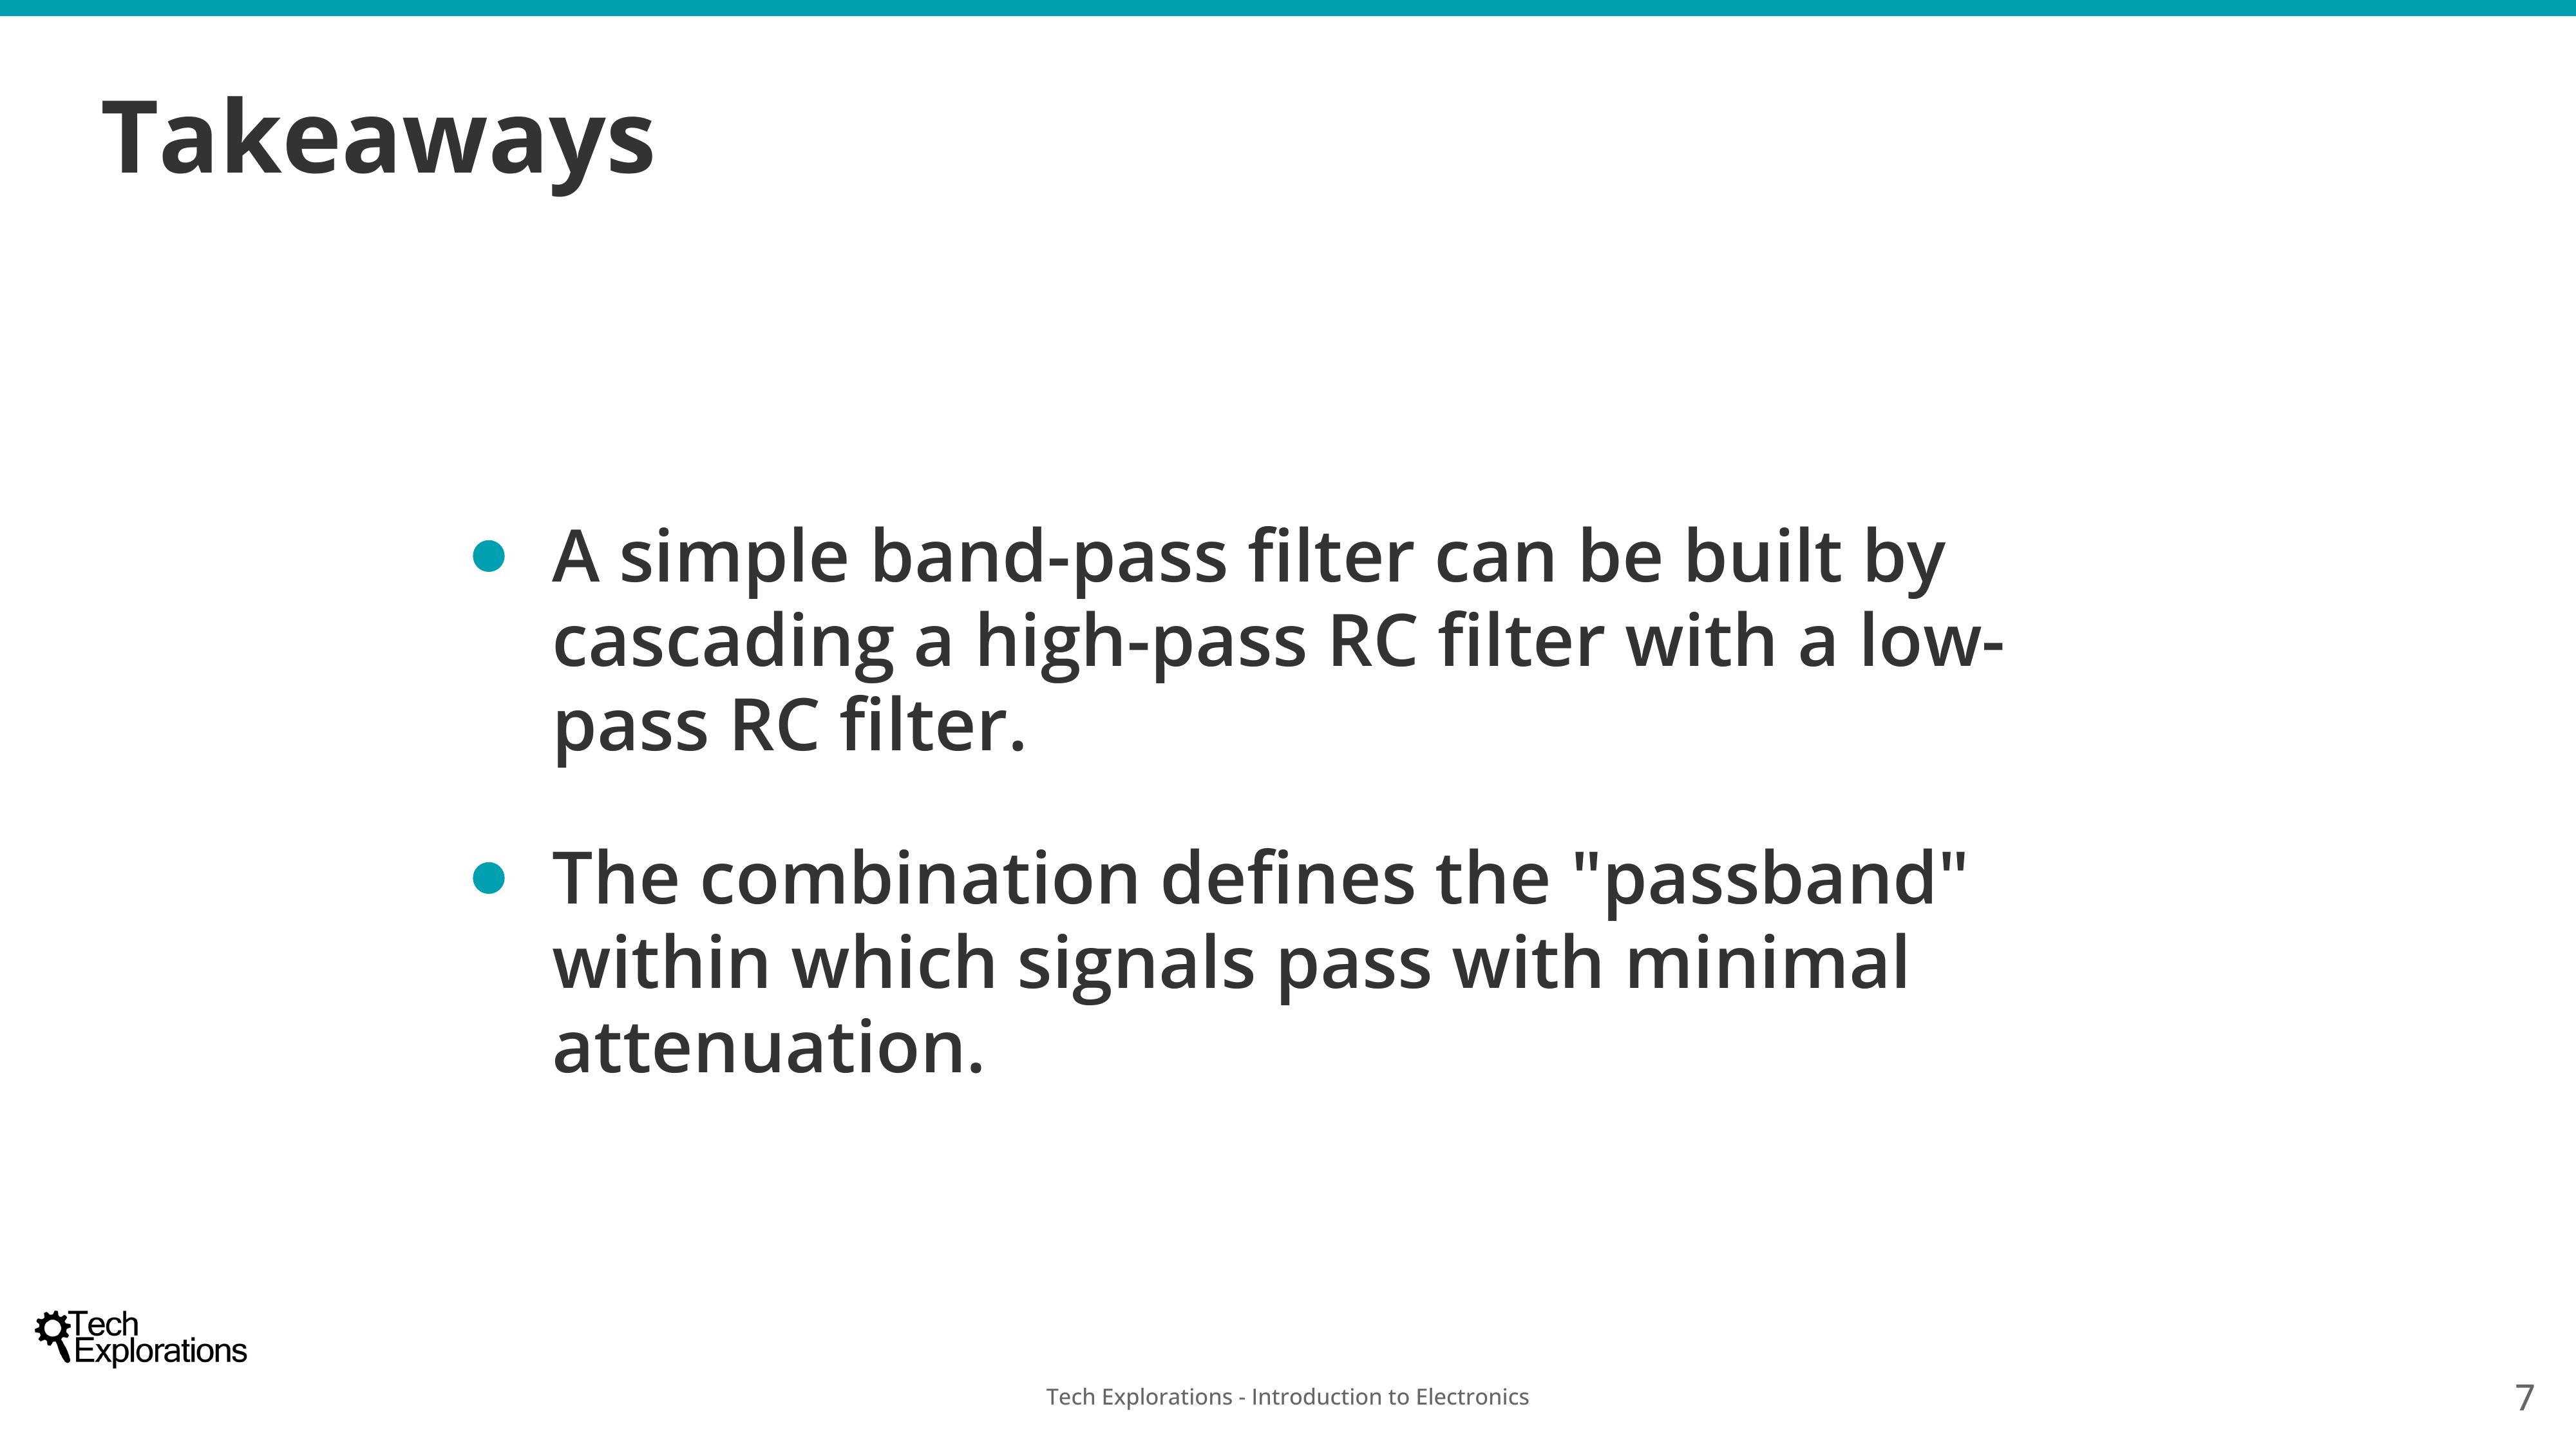 Takeaways
● A simple band-pass filter can be built by
cascading a high-pass RC filter with a low-
pass RC filter.
● The combination defines the "passband"
within which signals pass with minimal
attenuation.
Tech
Explorations
Tech Explorations - Introduction to Electronics
7